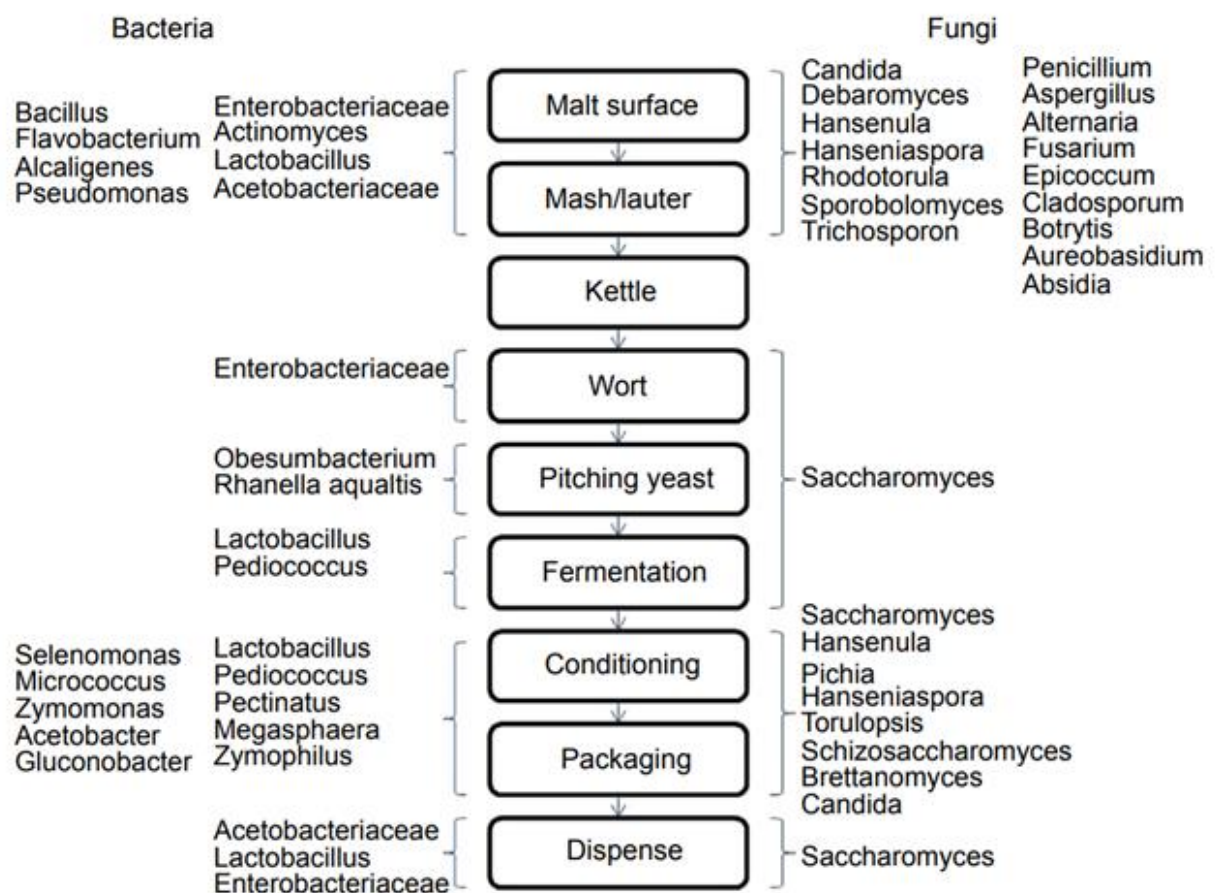 Bacteria
Fungi
Bacillus
Flavobacterium
Alcaligenes
Pseudomonas
Enterobacteriaceae
Actinomyces
Lactobacillus
Acetobacteriaceae
Malt surface
Mash/lauter
Candida
Debaromyces
Hansenula
Hanseniaspora
Rhodotorula
Sporobolomyces
Trichosporon
Penicillium
Aspergillus
Alternaria
Fusarium
Epicoccum
Cladosporum
Botrytis
Aureobasidium
Absidia
Kettle
Enterobacteriaceae
Wort
Obesumbacterium
Rhanella aqualtis
Pitching yeast
Saccharomyces
Lactobacillus
Pediococcus
Fermentation
Selenomonas
Micrococcus
Zymomonas
Acetobacter
Gluconobacter
Lactobacillus
Pediococcus
Pectinatus
Megasphaera
Zymophilus
Conditioning
Packaging
Saccharomyces
Hansenula
Pichia
Hanseniaspora
Torulopsis
Schizosaccharomyces
Brettanomyces
Candida
Acetobacteriaceae
Lactobacillus
Enterobacteriaceae
Dispense
Saccharomyces